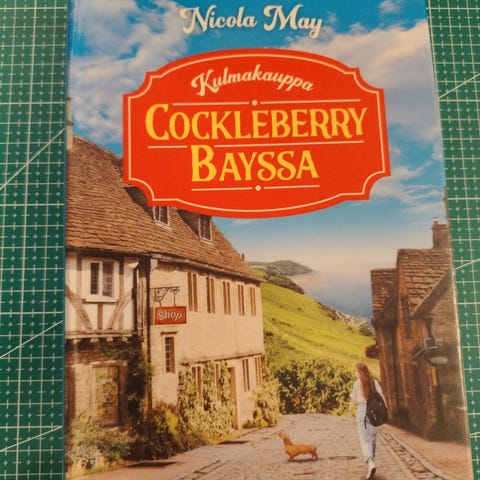 Nicola May
Kulmakauppa
COCKLEBERRY
BAYSSA
Shop